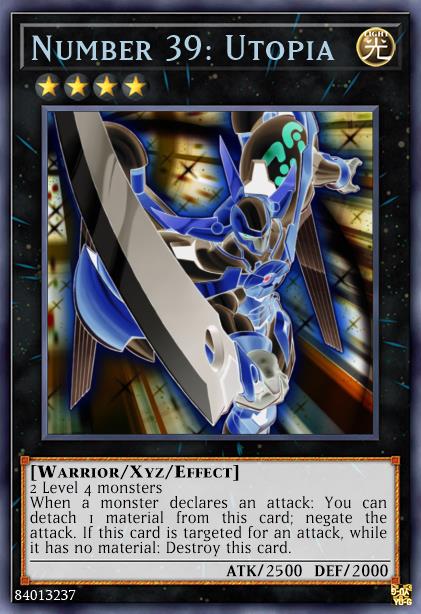 NUMBER 39: UTOPIA
LIGHT
光
[WARRIOR/XYZ/EFFECT]
2 Level 4 monsters
When a monster declares an attack: You can
detach 1 material from this card; negate the
attack. If this card is targeted for an attack, while
it has no material: Destroy this card.
ATK/2500 DEF/2000
84013237